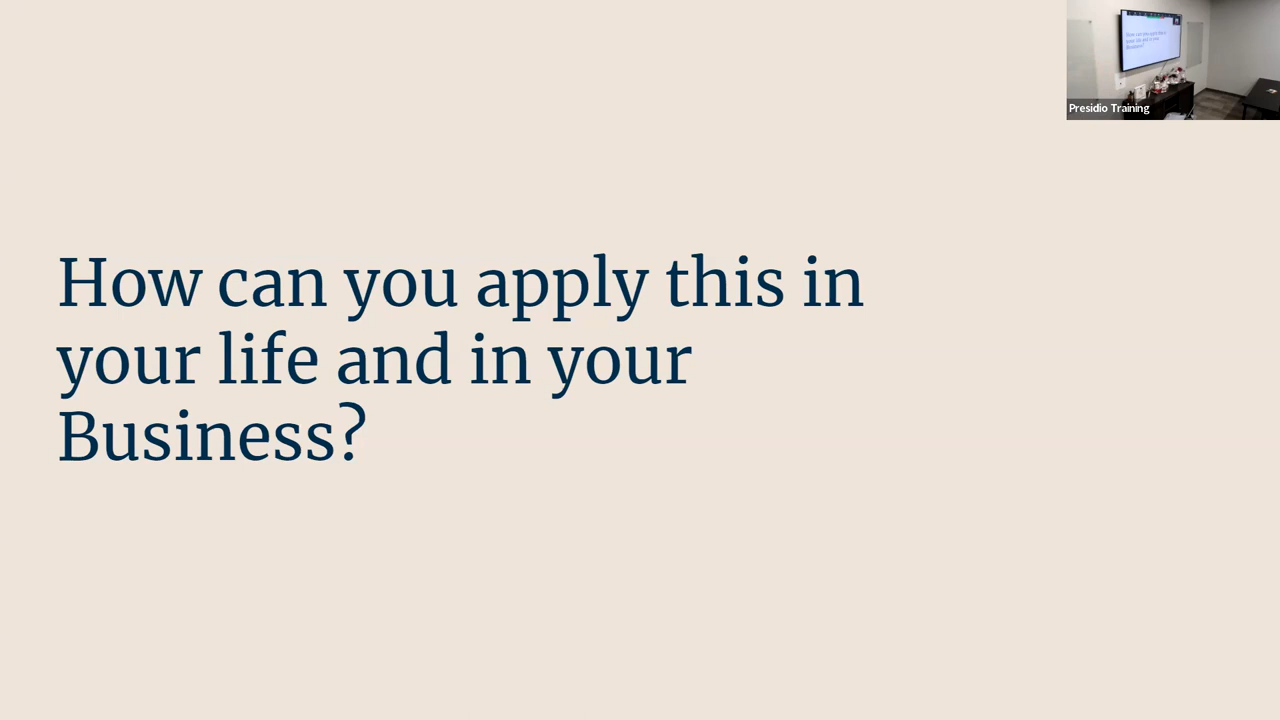 How can you apply this in
your life and in your
Business?
Presidio Training